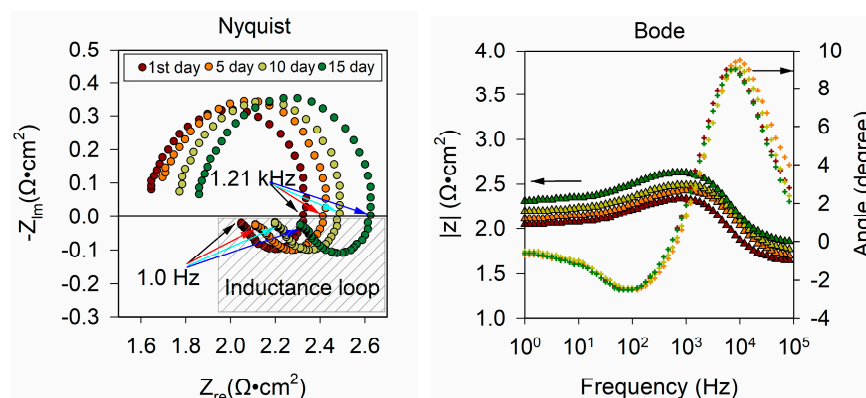 Nyquist
0.5
0.4
0.3
0.2
0.1
0.0
-0.1
-0.2
-0.3
-Z_Im(Ω•cm²)
1st day 5 day 10 day 15 day
1.21 kHz
1.0 Hz
Inductance loop
1.6 1.8 2.0 2.2 2.4 2.6
Z_re(Ω•cm²)
Bode
4.0
3.5
3.0
2.5
2.0
1.5
1.0
|z| (Ω•cm²)
10
8
6
4
2
0
-2
-4
Angle (degree)
10⁰ 10¹ 10² 10³ 10⁴ 10⁵
Frequency (Hz)